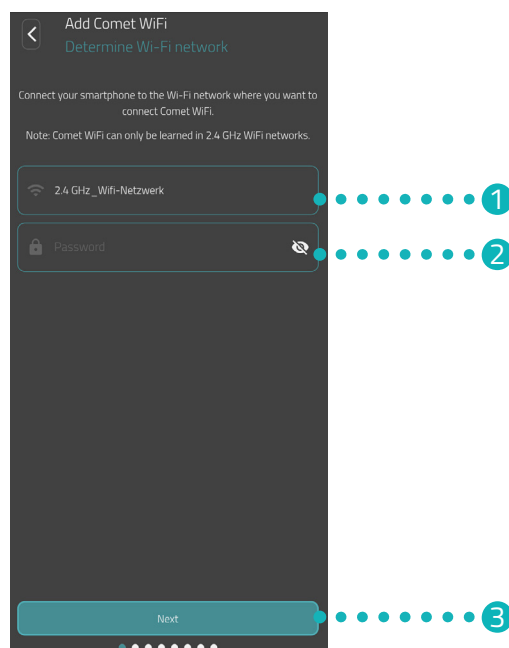 Add Comet WiFi
Determine Wi-Fi network
Connect your smartphone to the Wi-Fi network where you want to
connect Comet WiFi.
Note: Comet WiFi can only be learned in 2.4 GHz WiFi networks.
2.4 GHz_Wifi-Netzwerk
1
Password
2
Next
3